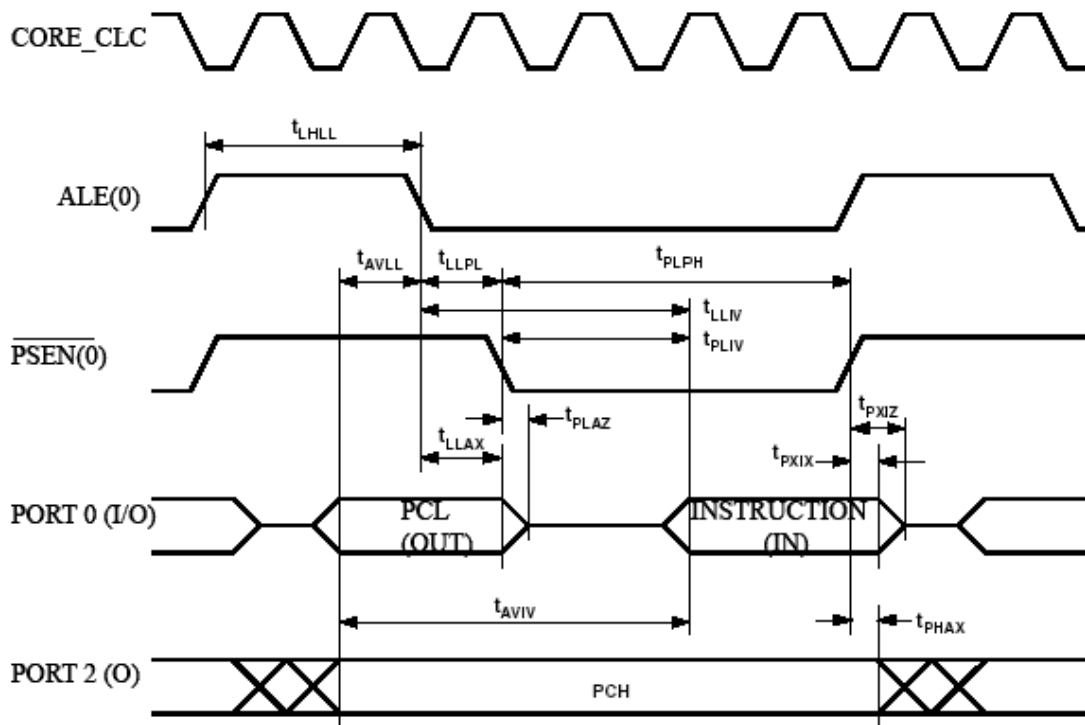 CORE_CLC
tLHLL
ALE(0)
tAVLL tLLPL tPLPH
tLLIV
tPLIV
PSEN(0)
tPXIZ
tPLAZ
tLLAX
tPXIX
PORT 0 (I/O)
PCL
(OUT)
INSTRUCTION
(IN)
tAVIV
tPHAX
PORT 2 (O)
PCH